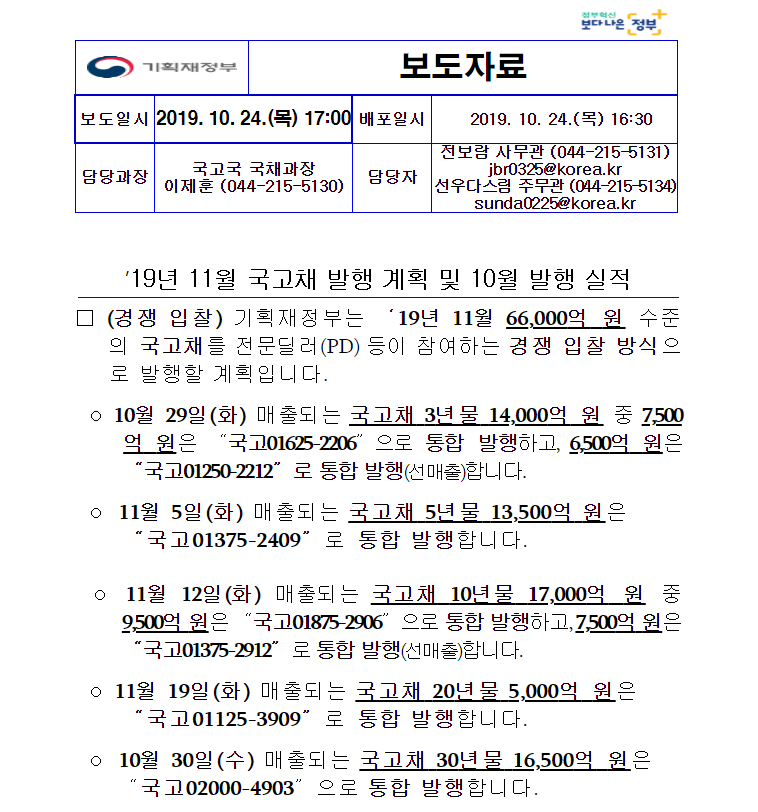 정부혁신
보다나은 정부
기획재정부
보도자료
보도일시 2019. 10. 24.(목) 17:00 배포일시 2019. 10. 24.(목) 16:30
담당과장 국고국 국채과장
이제훈 (044-215-5130)
담당자 전보람 사무관 (044-215-5131)
jbr0325@korea.kr
선우다스림 주무관 (044-215-5134)
sunda0225@korea.kr
'19년 11월 국고채 발행 계획 및 10월 발행 실적
□ (경쟁 입찰) 기획재정부는 ‘19년 11월 66,000억 원 수준
의 국고채를 전문딜러(PD) 등이 참여하는 경쟁 입찰 방식으
로 발행할 계획입니다.
○ 10월 29일(화) 매출되는 국고채 3년물 14,000억 원 중 7,500
억 원은 “국고01625-2206”으로 통합 발행하고, 6,500억 원은
“국고01250-2212” 로 통합 발행(선매출)합니다.
○ 11월 5일(화) 매출되는 국고채 5년물 13,500억 원은
“국고01375-2409” 로 통합 발행합니다.
○ 11월 12일(화) 매출되는 국고채 10년물 17,000억 원 중
9,500억 원은 “국고01875-2906” 으로 통합 발행하고, 7,500억 원은
“국고01375-2912” 로 통합 발행(선매출)합니다.
○ 11월 19일(화) 매출되는 국고채 20년물 5,000억 원은
“국고01125-3909” 로 통합 발행합니다.
○ 10월 30일(수) 매출되는 국고채 30년물 16,500억 원은
“국고02000-4903” 으로 통합 발행합니다.